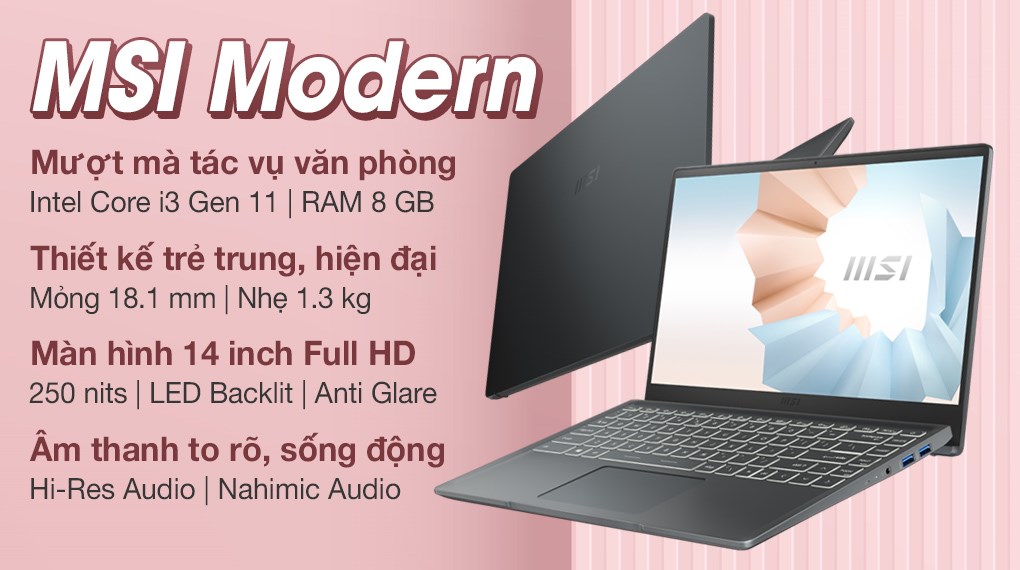 MSI Modern
Mượt mà tác vụ văn phòng
Intel Core i3 Gen 11 | RAM 8 GB
Thiết kế trẻ trung, hiện đại
Mỏng 18.1 mm | Nhẹ 1.3 kg
Màn hình 14 inch Full HD
250 nits | LED Backlit | Anti Glare
Âm thanh to rõ, sống động
Hi-Res Audio | Nahimic Audio
msi
msi
msi